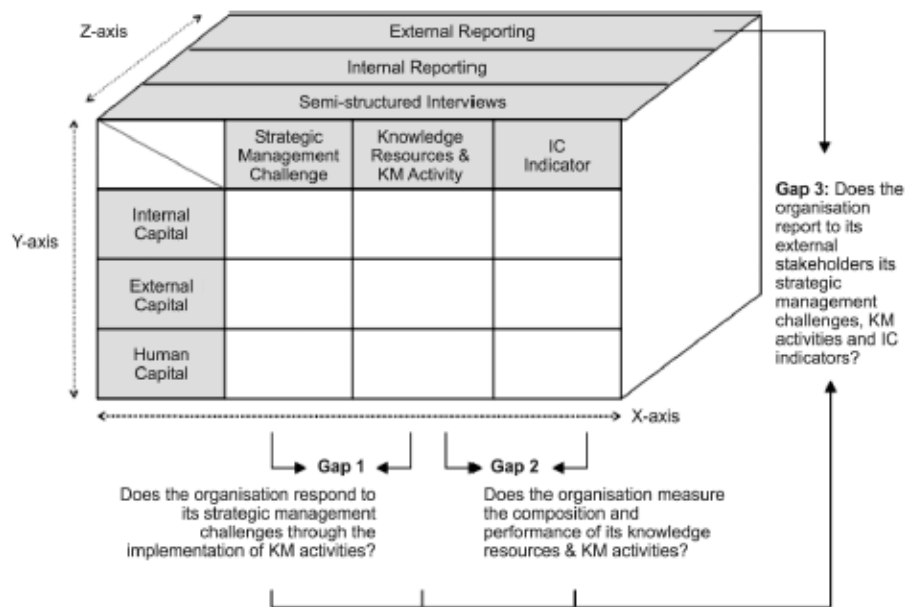 Z-axis
External Reporting
Internal Reporting
Semi-structured Interviews
Strategic
Management
Challenge
Knowledge
Resources &
KM Activity
IC
Indicator
Y-axis
Internal
Capital
External
Capital
Human
Capital
X-axis
Gap 3: Does the
organisation
report to its
external
stakeholders its
strategic
management
challenges, KM
activities and IC
indicators?
Gap 1
Does the organisation respond to
its strategic management
challenges through the
implementation of KM activities?
Gap 2
Does the organisation measure
the composition and
performance of its knowledge
resources & KM activities?